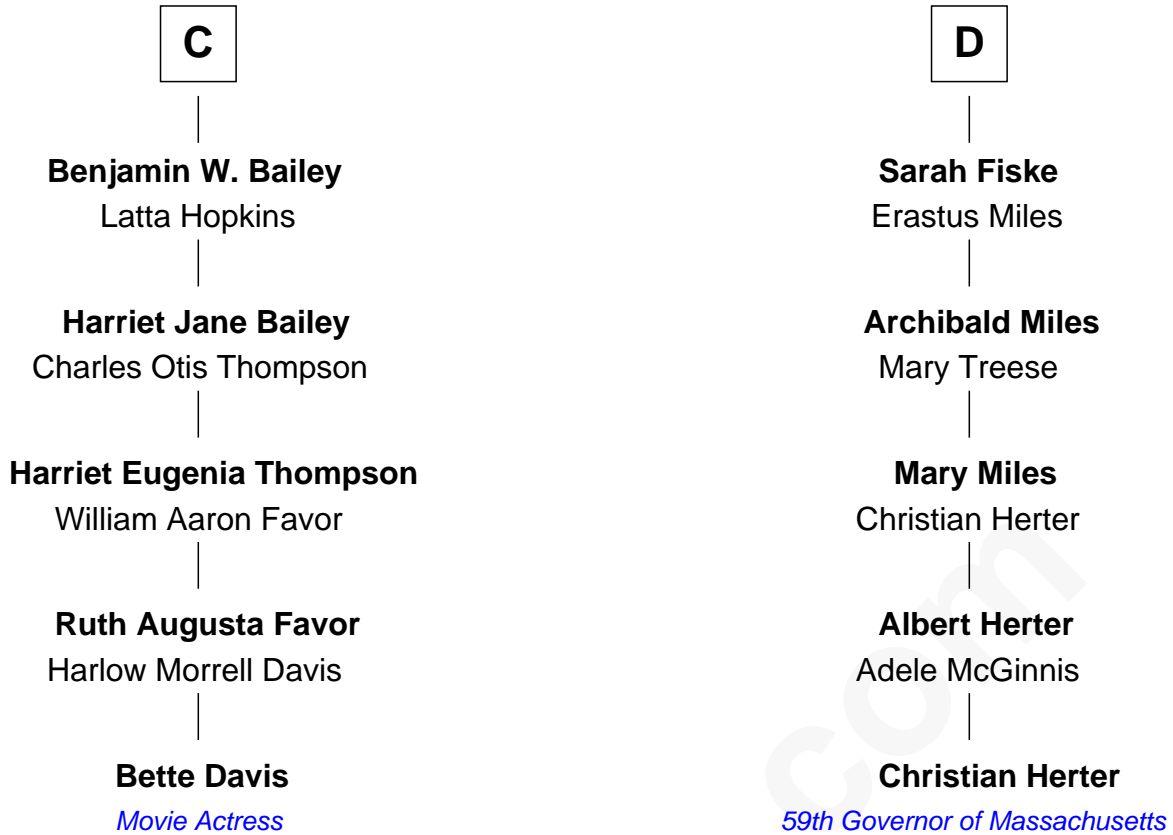 C
Benjamin W. Bailey
Latta Hopkins
Harriet Jane Bailey
Charles Otis Thompson
Harriet Eugenia Thompson
William Aaron Favor
Ruth Augusta Favor
Harlow Morrell Davis
Bette Davis
Movie Actress
D
Sarah Fiske
Erastus Miles
Archibald Miles
Mary Treese
Mary Miles
Christian Herter
Albert Herter
Adele McGinnis
Christian Herter
59th Governor of Massachusetts
com